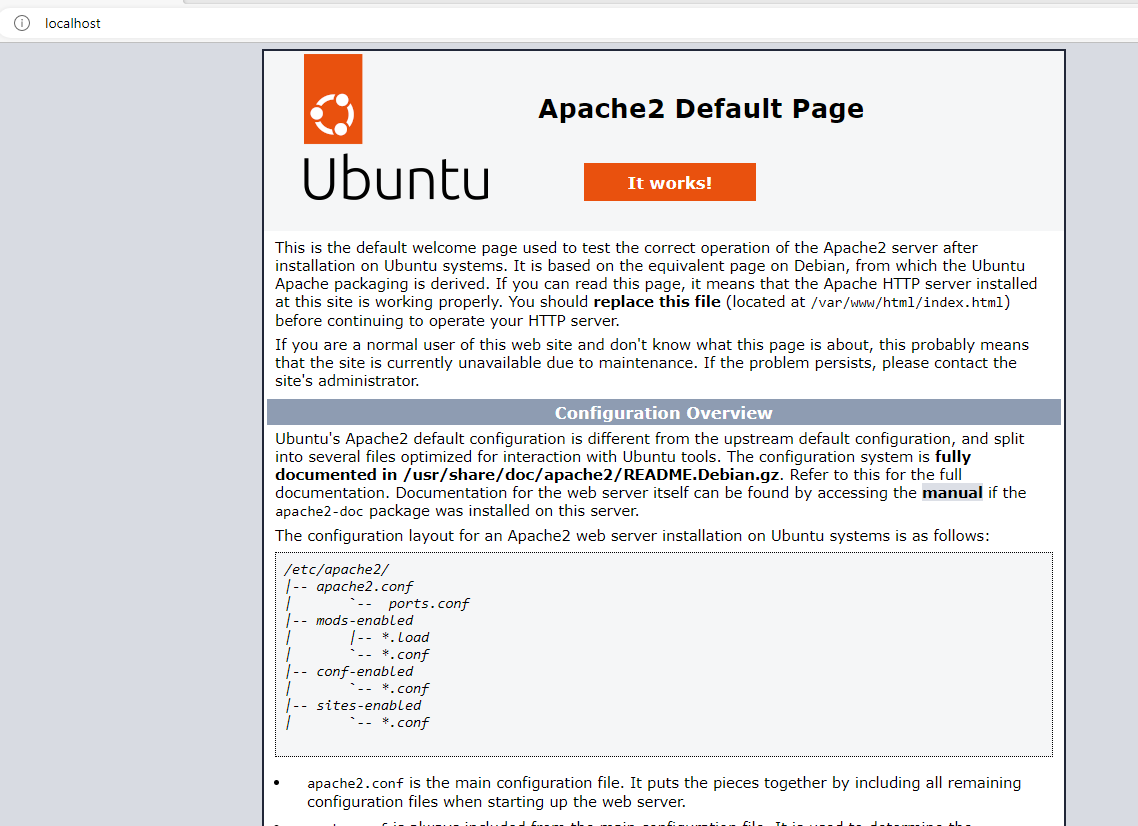 localhost
Apache2 Default Page
Ubuntu
It works!
This is the default welcome page used to test the correct operation of the Apache2 server after
installation on Ubuntu systems. It is based on the equivalent page on Debian, from which the Ubuntu
Apache packaging is derived. If you can read this page, it means that the Apache HTTP server installed
at this site is working properly. You should replace this file (located at /var/www/html/index.html)
before continuing to operate your HTTP server.
If you are a normal user of this web site and don't know what this page is about, this probably means
that the site is currently unavailable due to maintenance. If the problem persists, please contact the
site's administrator.
Configuration Overview
Ubuntu's Apache2 default configuration is different from the upstream default configuration, and split
into several files optimized for interaction with Ubuntu tools. The configuration system is fully
documented in /usr/share/doc/apache2/README.Debian.gz. Refer to this for the full
documentation. Documentation for the web server itself can be found by accessing the manual if the
apache2-doc package was installed on this server.
The configuration layout for an Apache2 web server installation on Ubuntu systems is as follows:
/etc/apache2/
|-- apache2.conf
|       `--  ports.conf
|-- mods-enabled
|       |-- *.load
|       `-- *.conf
|-- conf-enabled
|       `-- *.conf
|-- sites-enabled
|       `-- *.conf
• apache2.conf is the main configuration file. It puts the pieces together by including all remaining
configuration files when starting up the web server.